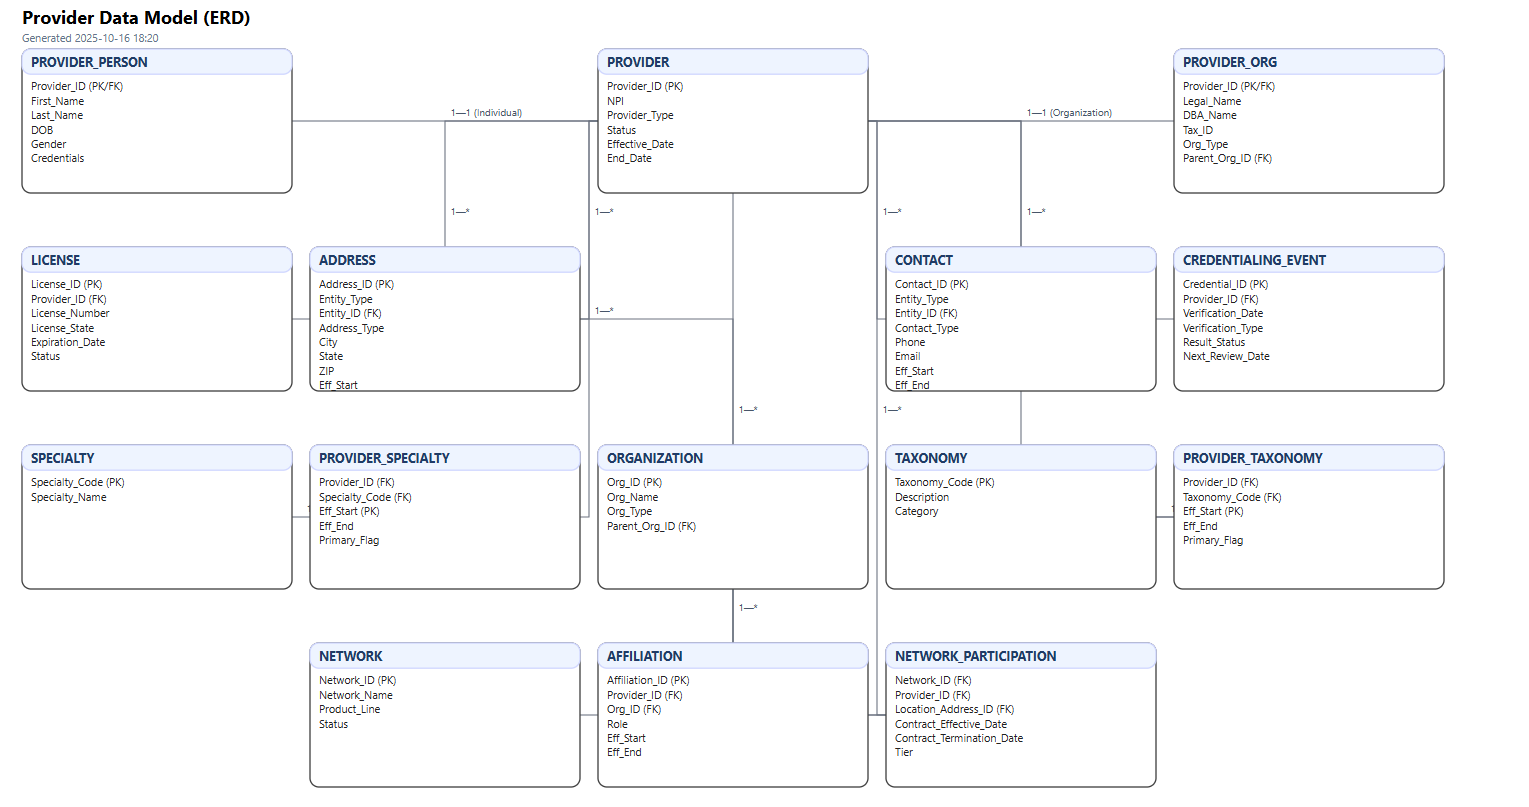 Provider Data Model (ERD)
Generated 2025-10-16 18:20
PROVIDER_PERSON
Provider_ID (PK/FK)
First_Name
Last_Name
DOB
Gender
Credentials
PROVIDER
Provider_ID (PK)
NPI
Provider_Type
Status
Effective_Date
End_Date
PROVIDER_ORG
Provider_ID (PK/FK)
Legal_Name
DBA_Name
Tax_ID
Org_Type
Parent_Org_ID (FK)
1—1 (Individual)
1—1 (Organization)
1—*
1—*
1—*
1—*
LICENSE
License_ID (PK)
Provider_ID (FK)
License_Number
License_State
Expiration_Date
Status
ADDRESS
Address_ID (PK)
Entity_Type
Entity_ID (FK)
Address_Type
City
State
ZIP
Eff_Start
1—*
CONTACT
Contact_ID (PK)
Entity_Type
Entity_ID (FK)
Contact_Type
Phone
Email
Eff_Start
Eff_End
CREDENTIALING_EVENT
Credential_ID (PK)
Provider_ID (FK)
Verification_Date
Verification_Type
Result_Status
Next_Review_Date
1—*
1—*
SPECIALTY
Specialty_Code (PK)
Specialty_Name
PROVIDER_SPECIALTY
Provider_ID (FK)
Specialty_Code (FK)
Eff_Start (PK)
Eff_End
Primary_Flag
ORGANIZATION
Org_ID (PK)
Org_Name
Org_Type
Parent_Org_ID (FK)
TAXONOMY
Taxonomy_Code (PK)
Description
Category
PROVIDER_TAXONOMY
Provider_ID (FK)
Taxonomy_Code (FK)
Eff_Start (PK)
Eff_End
Primary_Flag
1—*
NETWORK
Network_ID (PK)
Network_Name
Product_Line
Status
AFFILIATION
Affiliation_ID (PK)
Provider_ID (FK)
Org_ID (FK)
Role
Eff_Start
Eff_End
NETWORK_PARTICIPATION
Network_ID (FK)
Provider_ID (FK)
Location_Address_ID (FK)
Contract_Effective_Date
Contract_Termination_Date
Tier